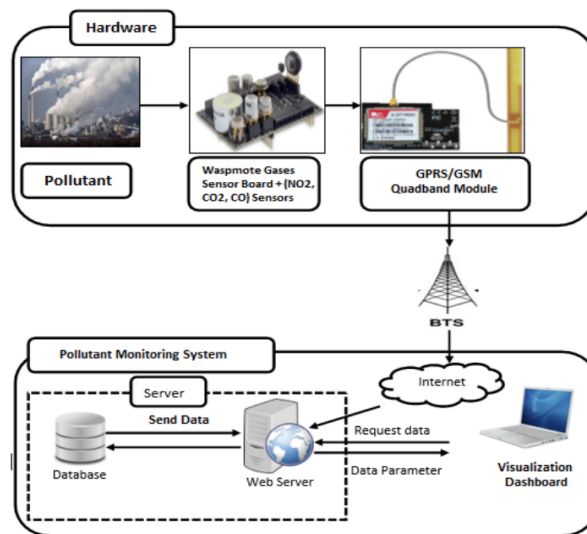 Hardware
Pollutant
Waspmote Gases
Sensor Board + (NO2,
CO2, CO) Sensors
GPRS/GSM
Quadband Module
BTS
Pollutant Monitoring System
Internet
Server
Send Data
Database
Web Server
Request data
Data Parameter
Visualization
Dashboard